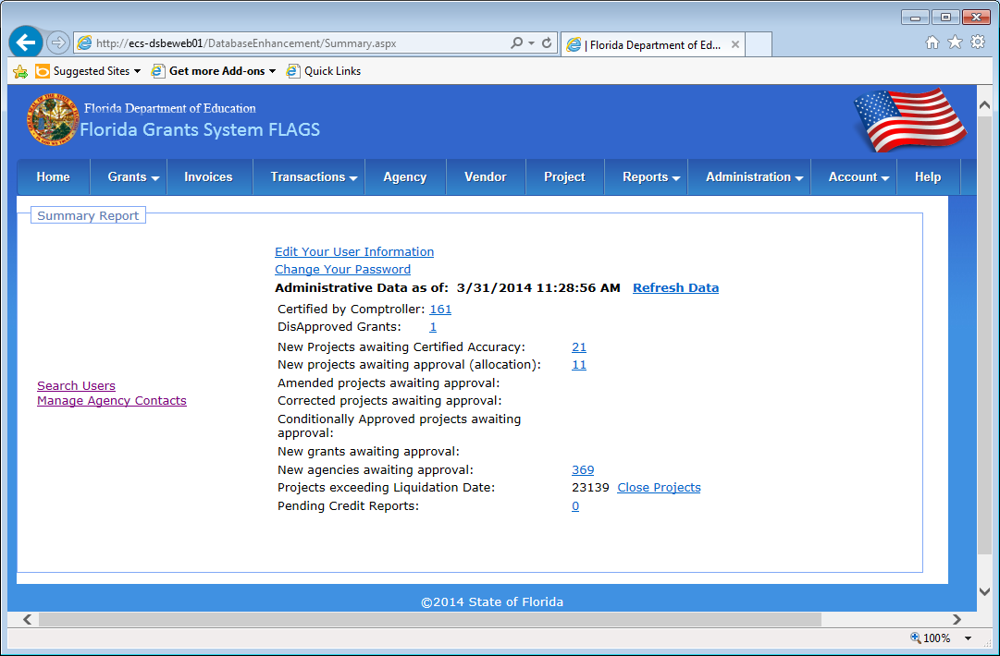 http://ecs-dsbeweb01/DatabaseEnhancement/Summary.aspx
| Florida Department of Ed...
Suggested Sites
Get more Add-ons
Quick Links
Florida Department of Education
Florida Grants System FLAGS
Home Grants Invoices Transactions Agency Vendor Project Reports Administration Account Help
Summary Report
Edit Your User Information
Change Your Password
Administrative Data as of: 3/31/2014 11:28:56 AM Refresh Data
Certified by Comptroller: 161
DisApproved Grants: 1
New Projects awaiting Certified Accuracy: 21
New projects awaiting approval (allocation): 11
Amended projects awaiting approval:
Search Users
Manage Agency Contacts
Corrected projects awaiting approval:
Conditionally Approved projects awaiting
approval:
New grants awaiting approval:
New agencies awaiting approval: 369
Projects exceeding Liquidation Date: 23139 Close Projects
Pending Credit Reports: 0
©2014 State of Florida
100%